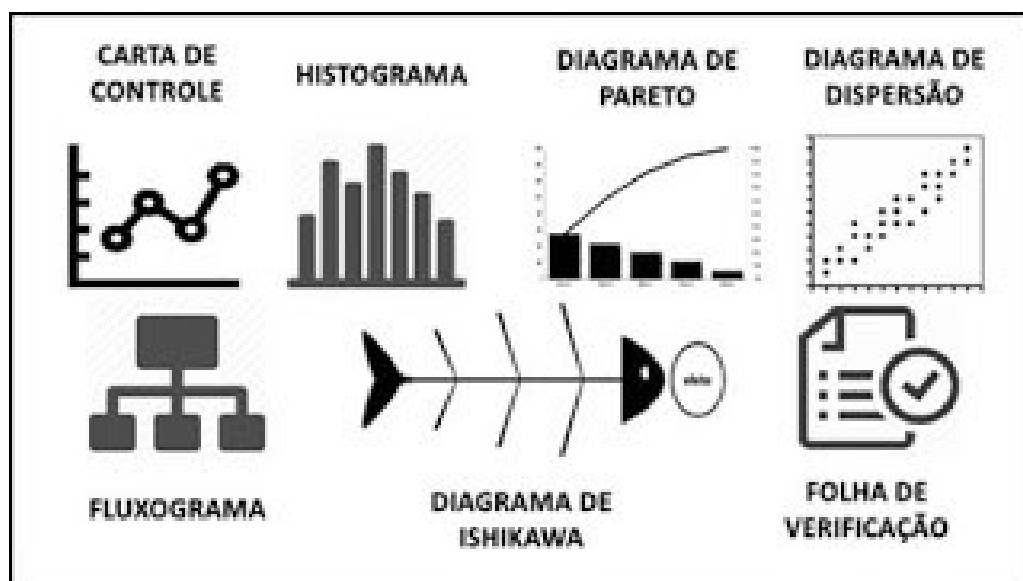 CARTA DE
CONTROLE
HISTOGRAMA
DIAGRAMA DE
PARETO
DIAGRAMA DE
DISPERSÃO
FLUXOGRAMA
DIAGRAMA DE
ISHIKAWA
FOLHA DE
VERIFICAÇÃO